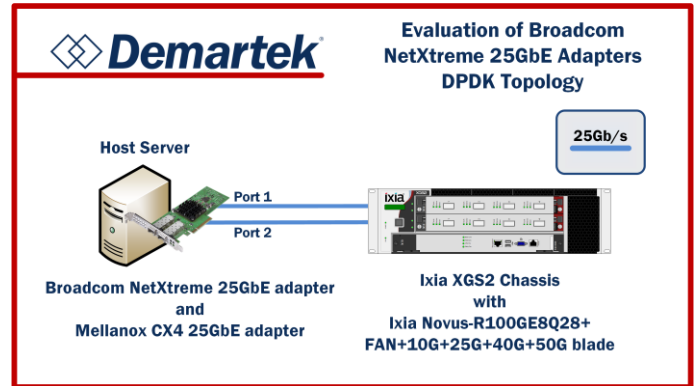 Demartek
Evaluation of Broadcom
NetXtreme 25GbE Adapters
DPDK Topology
25Gb/s
Host Server
Port 1
Port 2
ixia
Broadcom NetXtreme 25GbE adapter
and
Mellanox CX4 25GbE adapter
Ixia XGS2 Chassis
with
Ixia Novus-R100GE8Q28+
FAN+10G+25G+40G+50G blade